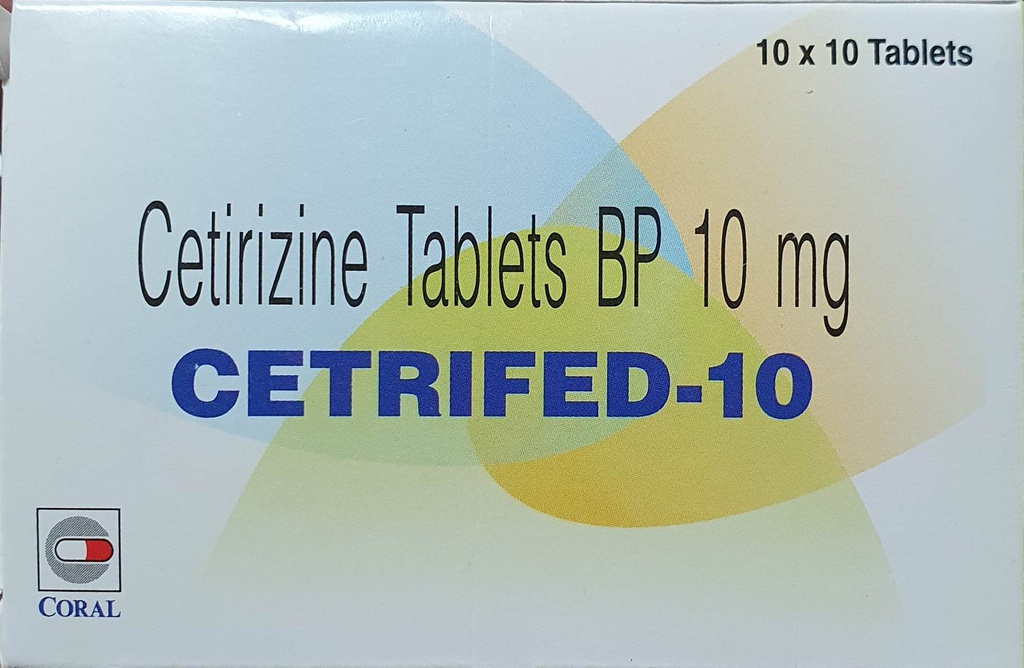 10 x 10 Tablets
Cetirizine Tablets BP 10 mg
CETRIFED-10
CORAL